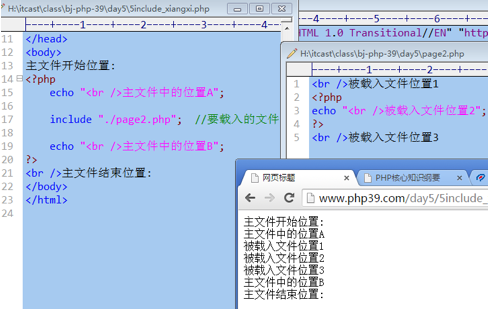 H:\itcast\class\bj-php-39\day5\5include_xiangxi.php
----+----1----+----2----+----3----+----4
11 </head>
12 <body>
13 主文件开始位置:
14 <?php
15 echo "<br />主文件中的位置A";
16
17 include "./page2.php"; //要载入的文件
18
19 echo "<br />主文件中的位置B";
20 ?>
21 <br />主文件结束位置:
22 </body>
23 </html>
24
----4----+----5----+----6----+-
HTML 1.0 Transitional//EN" "http
H:\itcast\class\bj-php-39\day5\page2.php
----+----1----+----2----+----3--
1 <br />被载入文件位置1
2 <?php
3 echo "<br />被载入文件位置2";
4 ?>
5 <br />被载入文件位置3
网页标题
PHP核心知识纲要
www.php39.com/day5/5include_
主文件开始位置:
主文件中的位置A
被载入文件位置1
被载入文件位置2
被载入文件位置3
主文件中的位置B
主文件结束位置: